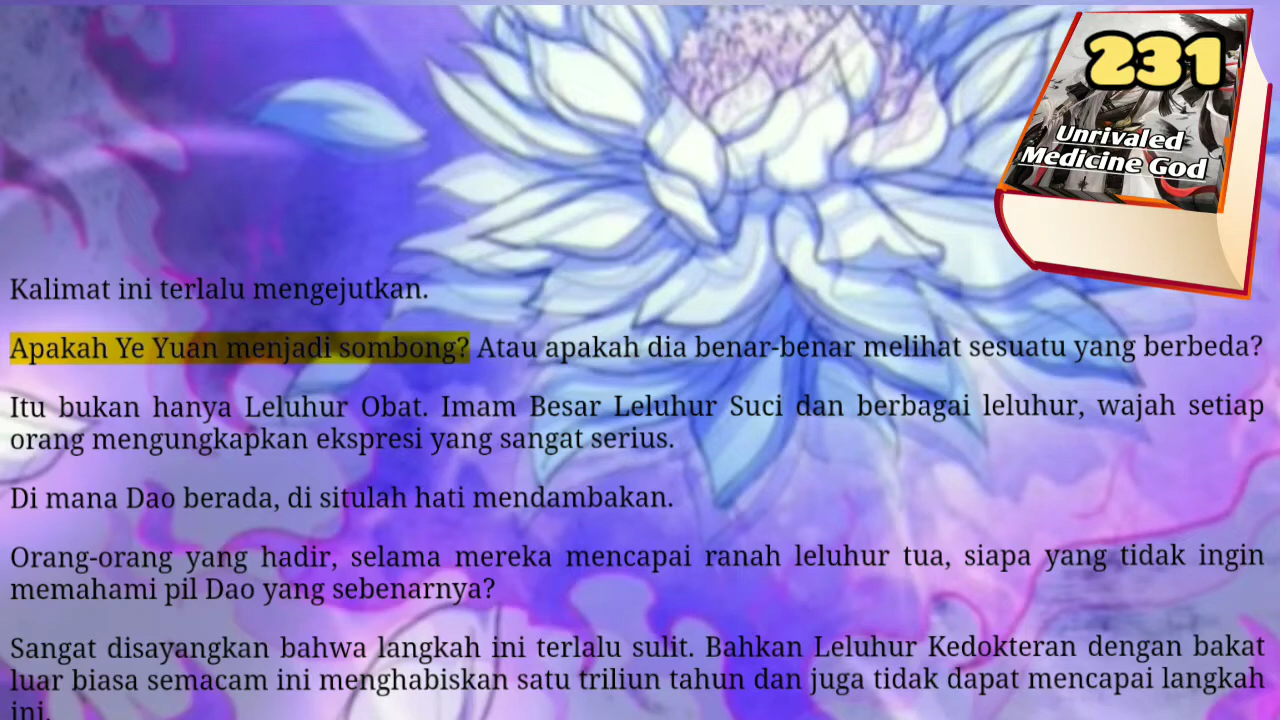 231
Unrivaled
Medicine God
Kalimat ini terlalu mengejutkan.
Apakah Ye Yuan menjadi sombong? Atau apakah dia benar-benar melihat sesuatu yang berbeda?
Itu bukan hanya Leluhur Obat. Imam Besar Leluhur Suci dan berbagai leluhur, wajah setiap
orang mengungkapkan ekspresi yang sangat serius.
Di mana Dao berada, di situlah hati mendambakan.
Orang-orang yang hadir, selama mereka mencapai ranah leluhur tua, siapa yang tidak ingin
memahami pil Dao yang sebenarnya?
Sangat disayangkan bahwa langkah ini terlalu sulit. Bahkan Leluhur Kedokteran dengan bakat
luar biasa semacam ini menghabiskan satu triliun tahun dan juga tidak dapat mencapai langkah
ini.